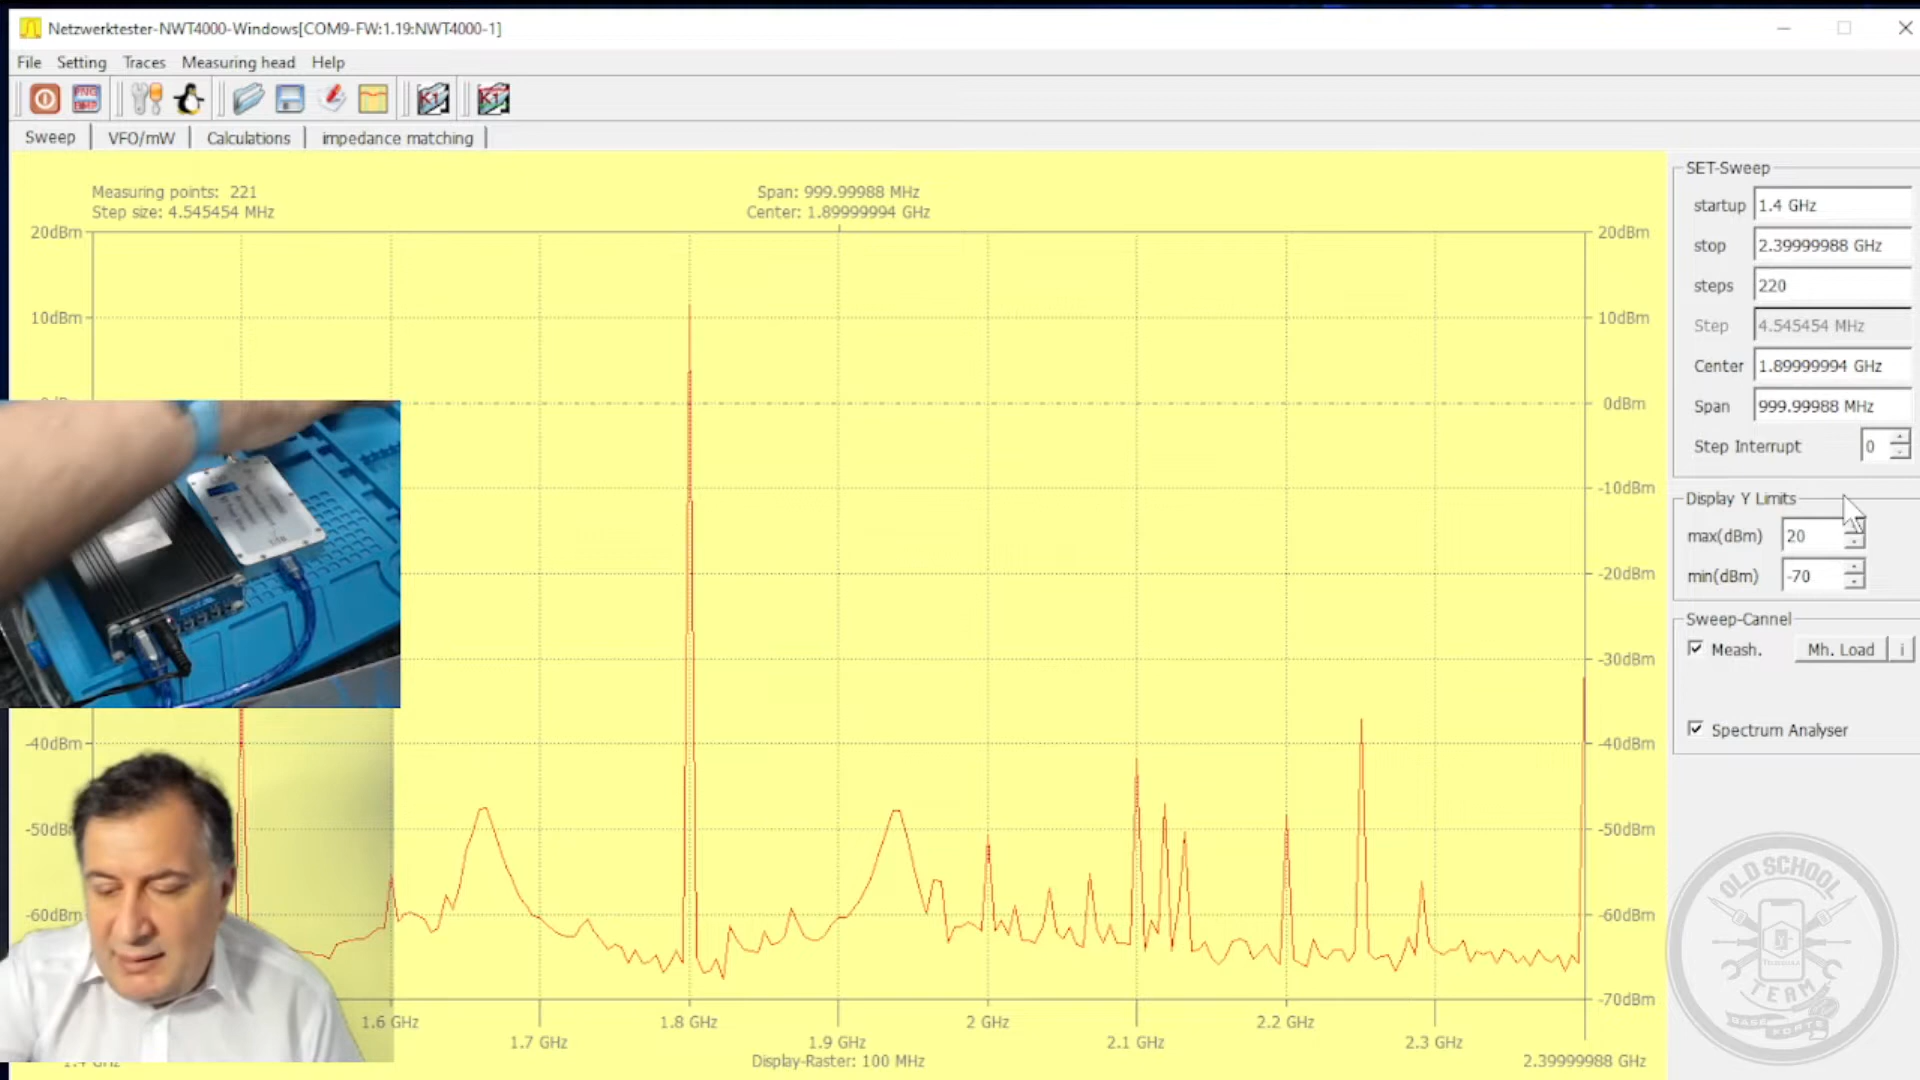 Netzwerktester-NWT4000-Windows[COM9-FW:1.19:NWT4000-1]
File Setting Traces Measuring head Help
Sweep VFO/mW Calculations impedance matching
Measuring points: 221
Step size: 4.545454 MHz
Span: 999.99988 MHz
Center: 1.89999994 GHz
20dBm
10dBm
-40dBm
-60dBm
20dBm
10dBm
0dBm
-10dBm
-20dBm
-30dBm
-40dBm
-50dBm
-60dBm
-70dBm
1.6 GHz
1.7 GHz
1.8 GHz
1.9 GHz
2 GHz
2.1 GHz
2.2 GHz
2.3 GHz
2.39999988 GHz
Display-Raster: 100 MHz
SET-Sweep
startup 1.4 GHz
stop 2.39999988 GHz
steps 220
Step 4.545454 MHz
Center 1.89999994 GHz
Span 999.99988 MHz
Step Interrupt 0
Display Y Limits
max(dBm) 20
min(dBm) -70
Sweep-Cannel
Meash. Mh. Load i
Spectrum Analyser
OLD SCHOOL
TEAM